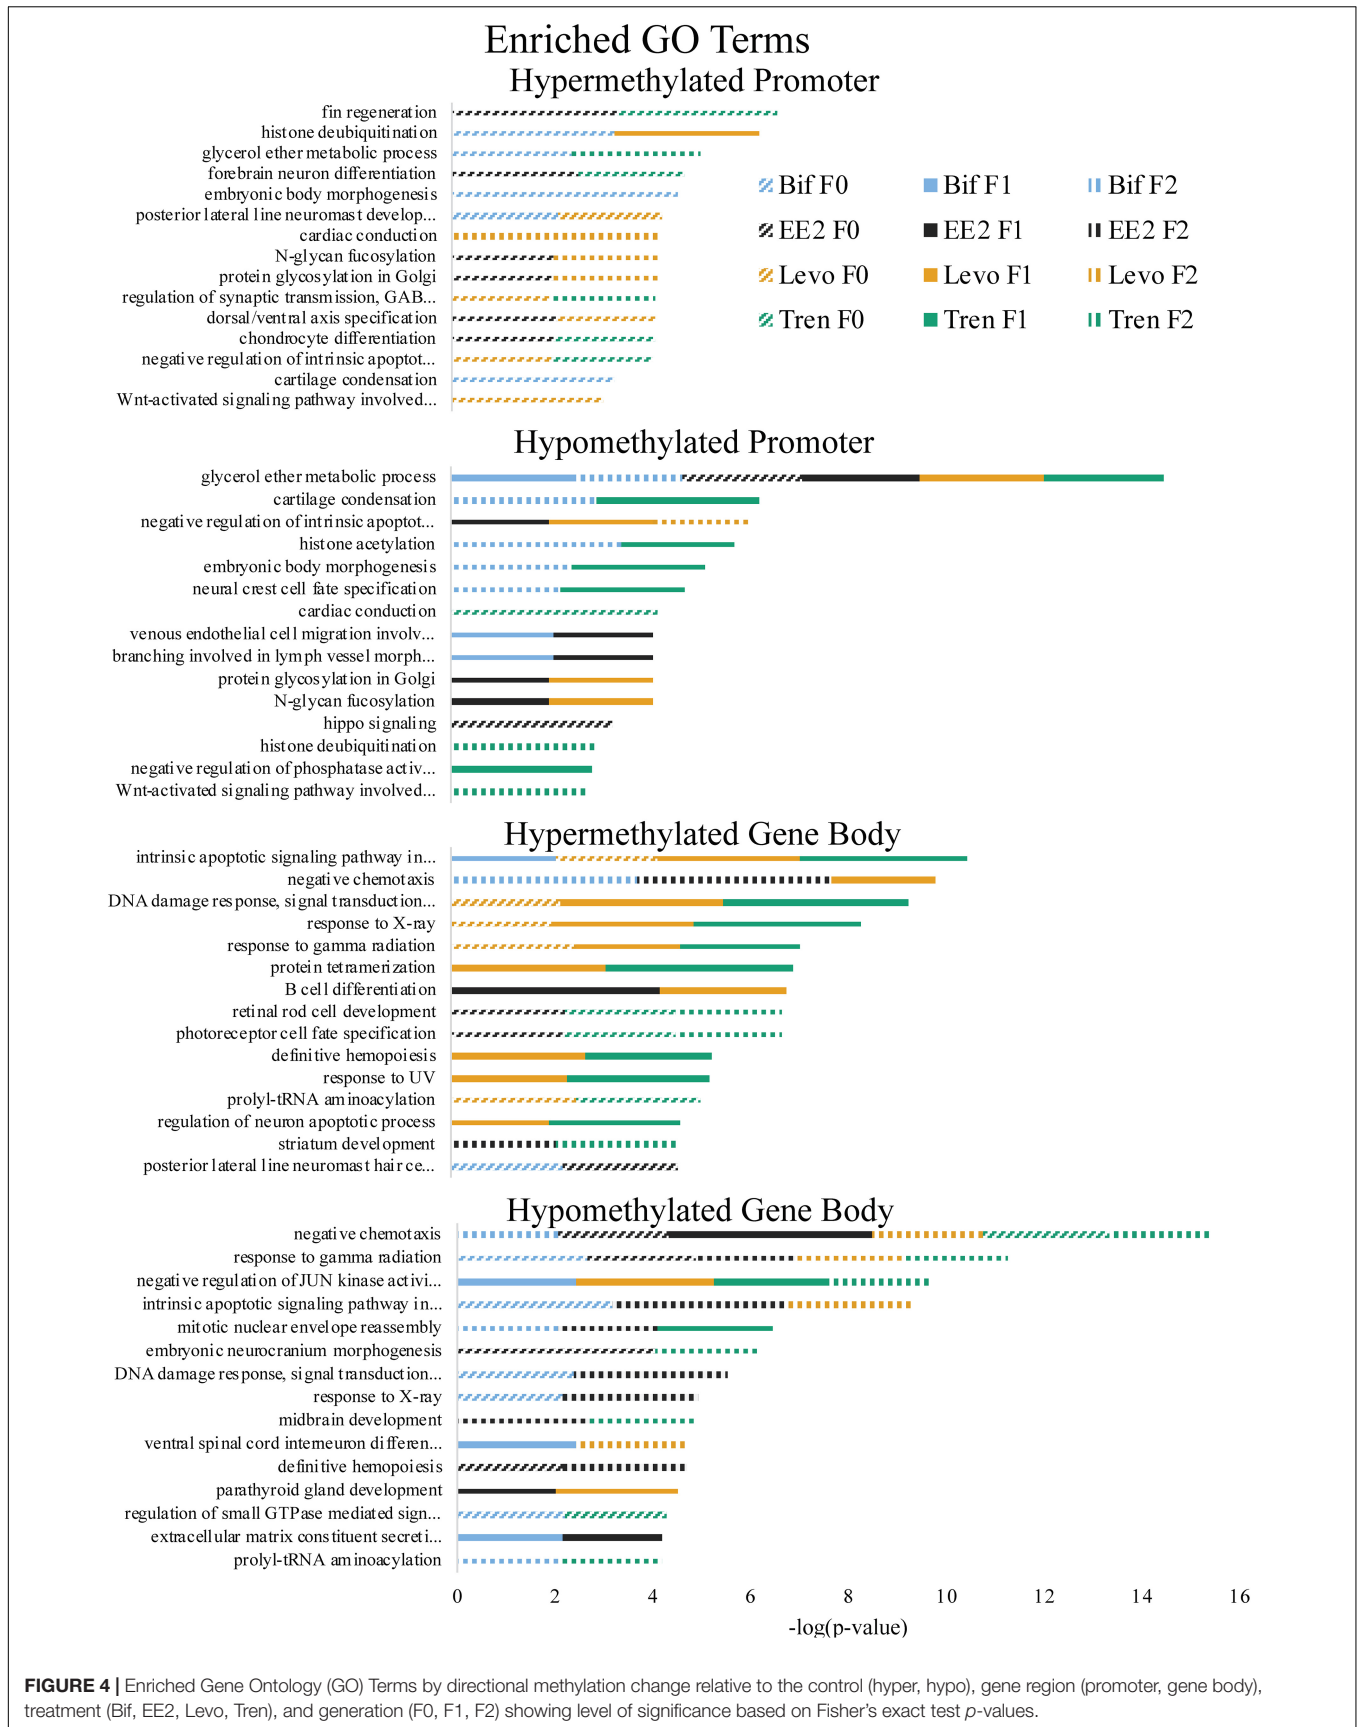 Enriched GO Terms
Hypermethylated Promoter
fin regeneration
histone deubiquitination
glycerol ether metabolic process
forebrain neuron differentiation
embryonic body morphogenesis
posterior lateral line neuromast develop...
cardiac conduction
N-glycan fucosylation
protein glycosylation in Golgi
regulation of synaptic transmission, GAB...
dorsal/ventral axis specification
chondrocyte differentiation
negative regulation of intrinsic apoptot...
cartilage condensation
Wnt-activated signaling pathway involved...
Bif F0 Bif F1 Bif F2
EE2 F0 EE2 F1 EE2 F2
Levo F0 Levo F1 Levo F2
Tren F0 Tren F1 Tren F2
Hypomethylated Promoter
glycerol ether metabolic process
cartilage condensation
negative regulation of intrinsic apoptot...
histone acetylation
embryonic body morphogenesis
neural crest cell fate specification
cardiac conduction
venous endothelial cell migration involv...
branching involved in lymph vessel morph...
protein glycosylation in Golgi
N-glycan fucosylation
hippo signaling
histone deubiquitination
negative regulation of phosphatase activ...
Wnt-activated signaling pathway involved...
Hypermethylated Gene Body
intrinsic apoptotic signaling pathway in...
negative chemotaxis
DNA damage response, signal transduction...
response to X-ray
response to gamma radiation
protein tetramerization
B cell differentiation
retinal rod cell development
photoreceptor cell fate specification
definitive hemopoiesis
response to UV
prolyl-tRNA aminoacylation
regulation of neuron apoptotic process
striatum development
posterior lateral line neuromast hair ce...
Hypomethylated Gene Body
negative chemotaxis
response to gamma radiation
negative regulation of JUN kinase activi...
intrinsic apoptotic signaling pathway in...
mitotic nuclear envelope reassembly
embryonic neurocranium morphogenesis
DNA damage response, signal transduction...
response to X-ray
midbrain development
ventral spinal cord interneuron differen...
definitive hemopoiesis
parathyroid gland development
regulation of small GTPase mediated sign...
extracellular matrix constituent secreti...
prolyl-tRNA aminoacylation
0 2 4 6 8 10 12 14 16
-log(p-value)
FIGURE 4 | Enriched Gene Ontology (GO) Terms by directional methylation change relative to the control (hyper, hypo), gene region (promoter, gene body),
treatment (Bif, EE2, Levo, Tren), and generation (F0, F1, F2) showing level of significance based on Fisher's exact test p-values.